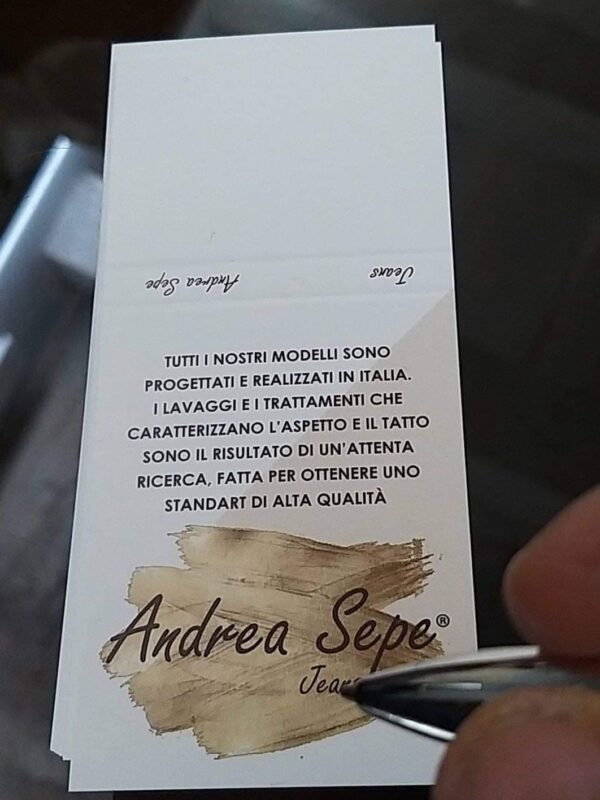 Andrea Sepe Jeans
TUTTI I NOSTRI MODELLI SONO
PROGETTATI E REALIZZATI IN ITALIA.
I LAVAGGI E I TRATTAMENTI CHE
CARATTERIZZANO L'ASPETTO E IL TATTO
SONO IL RISULTATO DI UN'ATTENTA
RICERCA, FATTA PER OTTENERE UNO
STANDART DI ALTA QUALITÀ
Andrea Sepe®